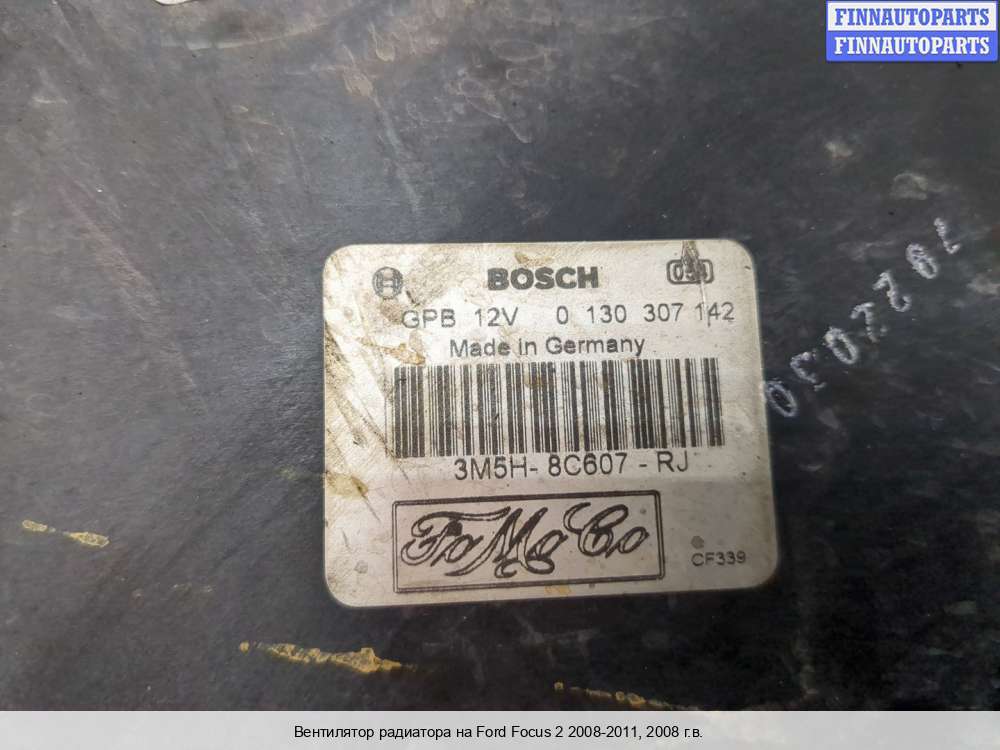 FINNAUTOPARTS
FINNAUTOPARTS
BOSCH
GPB 12V 0 130 307 142
Made in Germany
3M5H- 8C607 - RJ
FoMoCo
CF339
Вентилятор радиатора на Ford Focus 2 2008-2011, 2008 г.в.